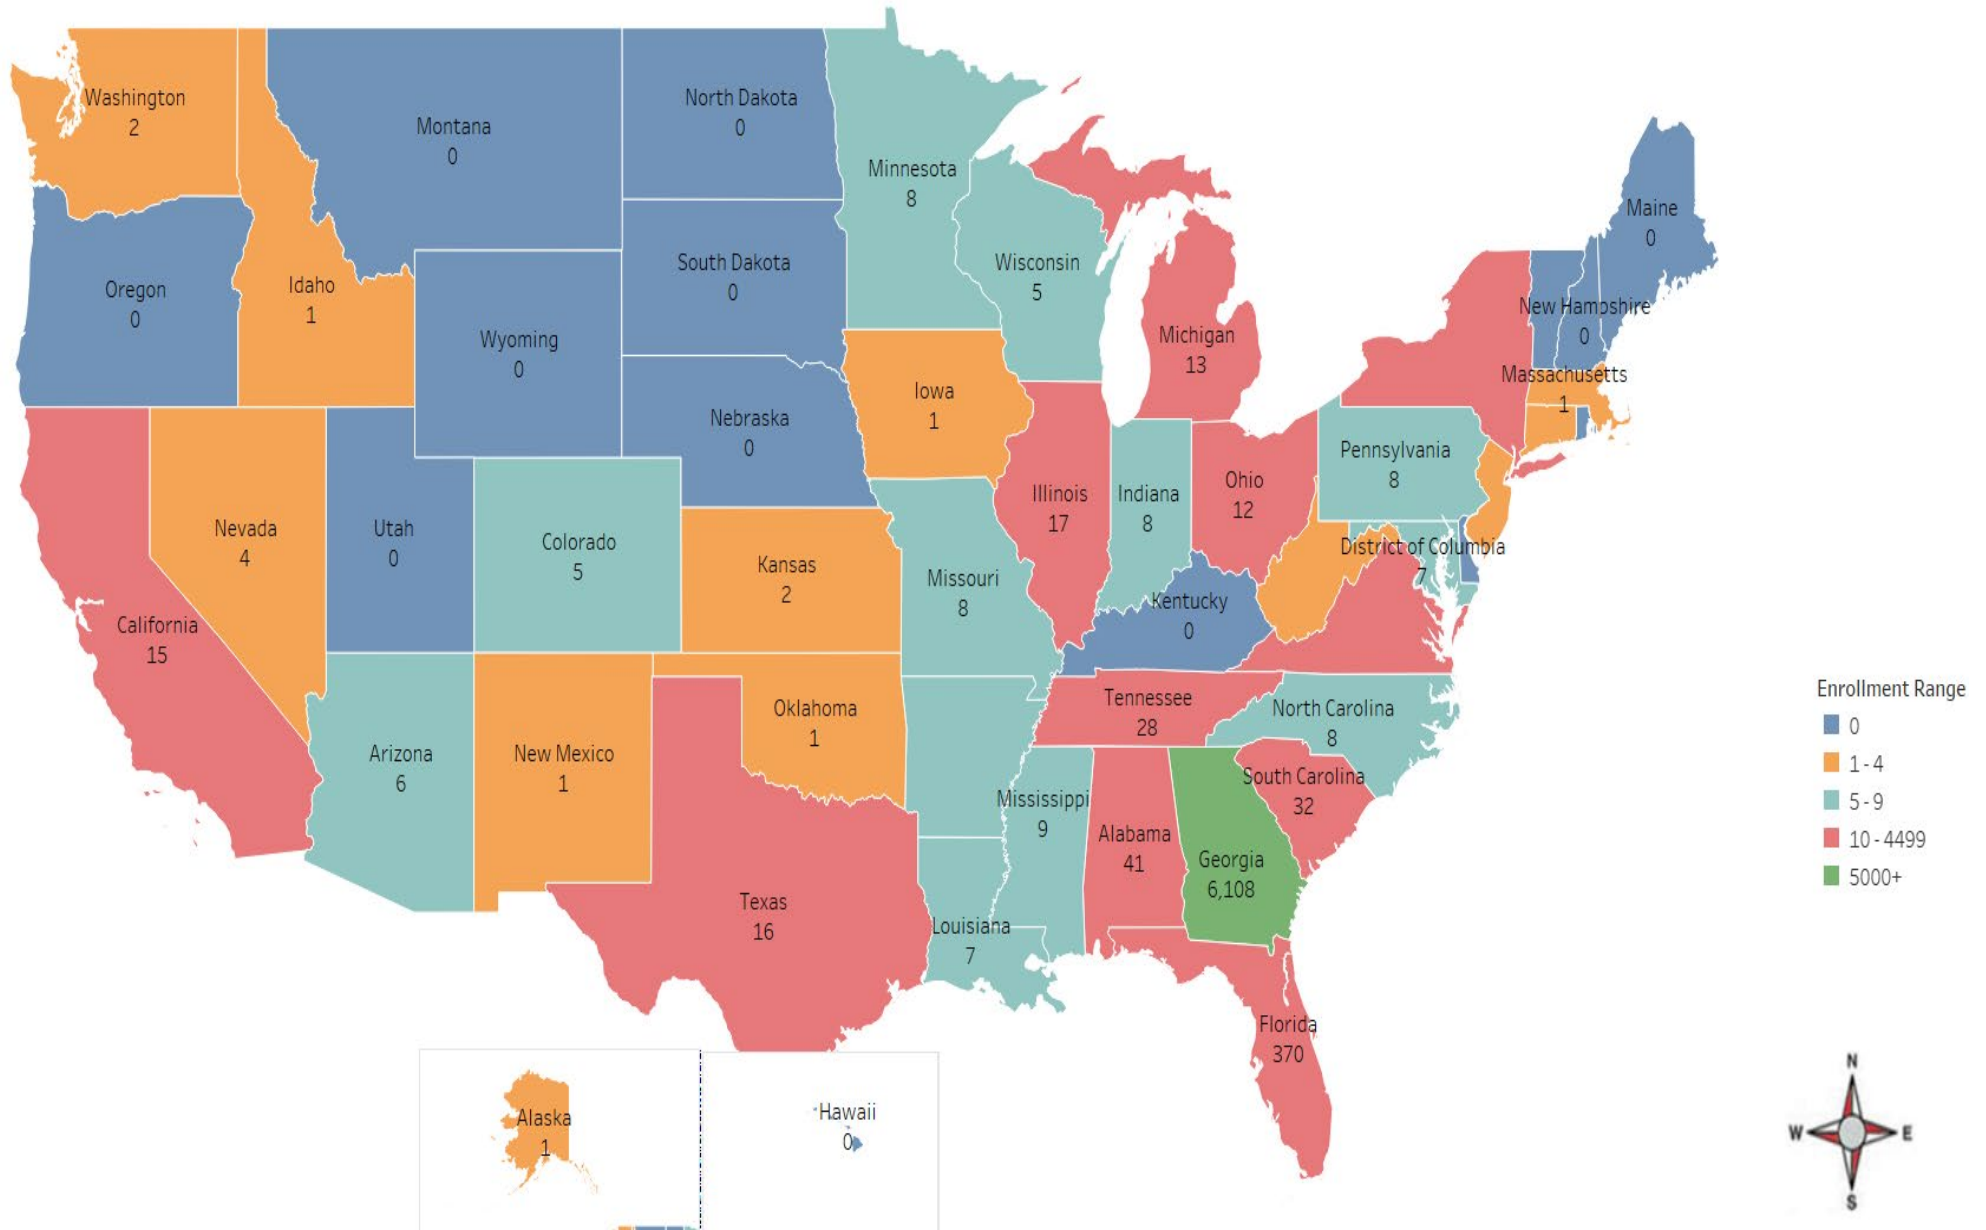 Washington
2
Montana
0
North Dakota
0
Minnesota
8
Maine
0
Oregon
0
Idaho
1
Wyoming
0
South Dakota
0
Wisconsin
5
Michigan
13
New Hampshire
0
Massachusetts
1
Nebraska
0
Iowa
1
Illinois
17
Indiana
8
Ohio
12
Pennsylvania
8
Nevada
4
Utah
0
Colorado
5
Kansas
2
Missouri
8
Kentucky
0
District of Columbia
7
California
15
Arizona
6
New Mexico
1
Oklahoma
1
Tennessee
28
North Carolina
8
Mississippi
9
Alabama
41
Georgia
6,108
South Carolina
32
Texas
16
Louisiana
7
Florida
370
Alaska
1
Hawaii
0
Enrollment Range
0
1 - 4
5 - 9
10 - 4499
5000+
N
W E
S